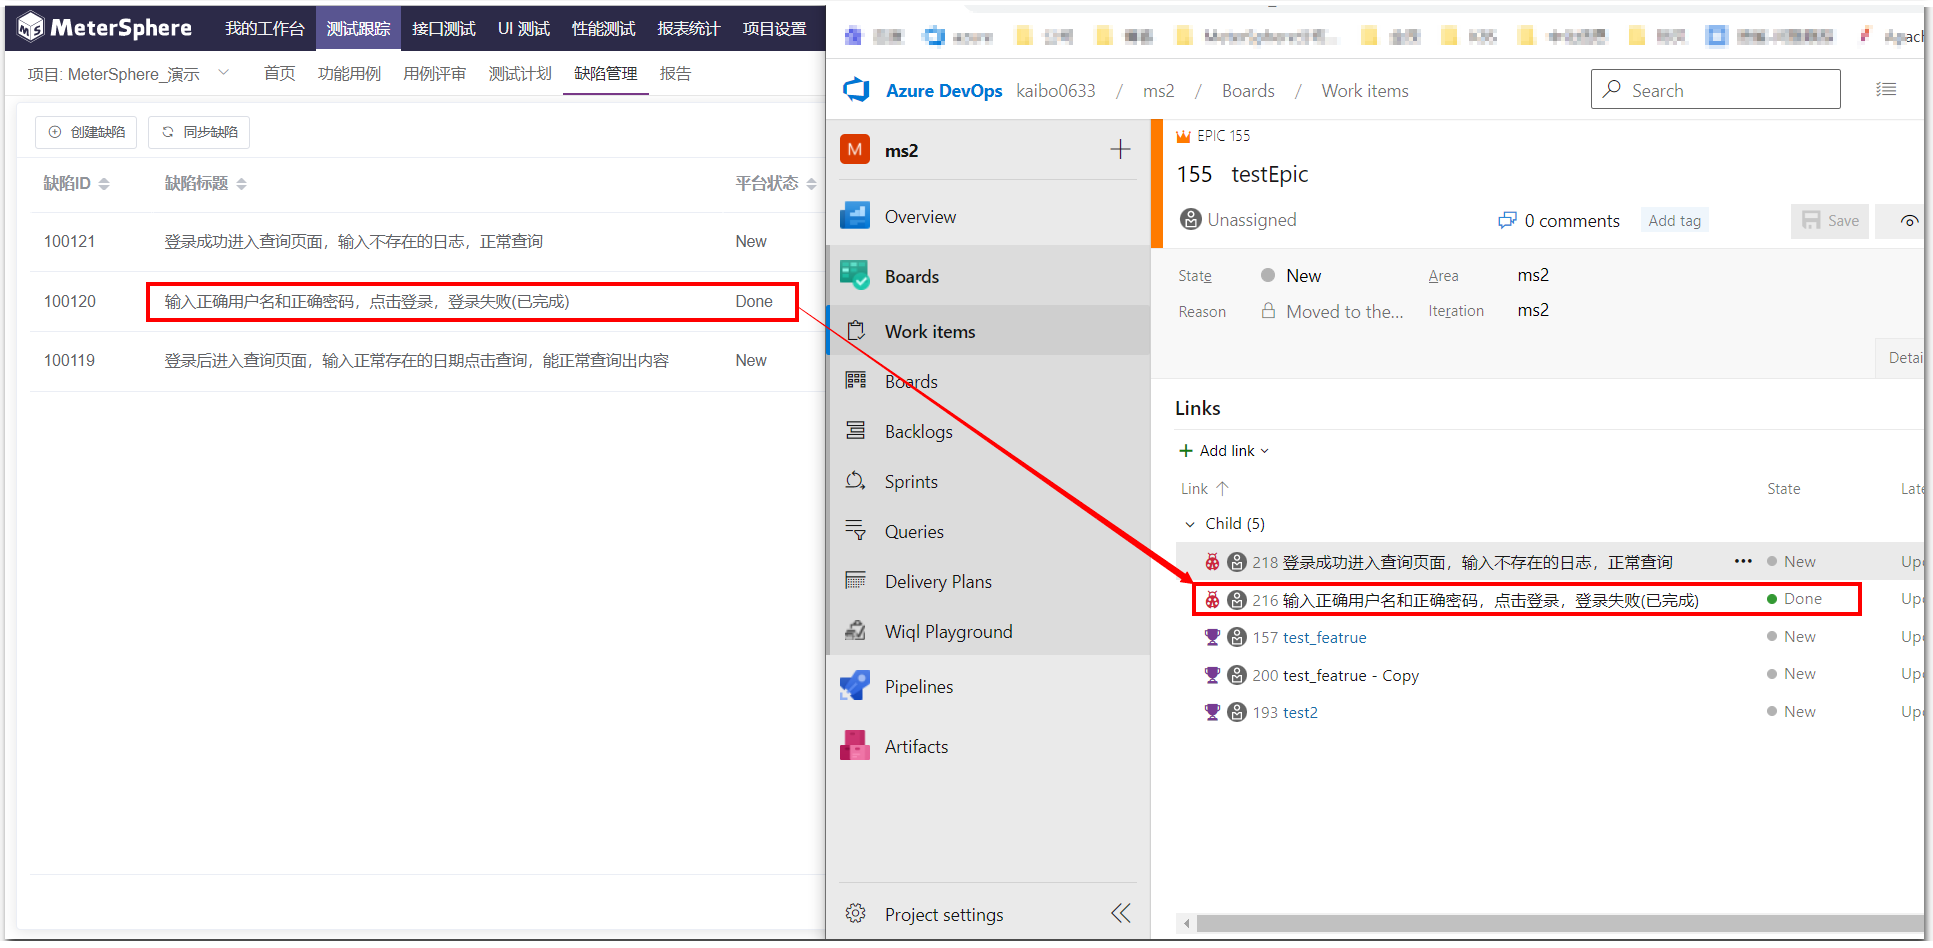 MeterSphere 我的工作台 测试跟踪 接口测试 UI 测试 性能测试 报表统计 项目设置
项目: MeterSphere_演示 首页 功能用例 用例评审 测试计划 缺陷管理 报告
创建缺陷 同步缺陷
缺陷ID 缺陷标题 平台状态
100121 登录成功进入查询页面，输入不存在的日志，正常查询 New
100120 输入正确用户名和正确密码，点击登录，登录失败(已完成) Done
100119 登录后进入查询页面，输入正常存在的日期点击查询，能正常查询出内容 New
Azure DevOps kaibo0633 / ms2 / Boards / Work items Search
M ms2
Overview
Boards
Work items
Boards
Backlogs
Sprints
Queries
Delivery Plans
Wiql Playground
Pipelines
Artifacts
Project settings
EPIC 155
155 testEpic
Unassigned 0 comments Add tag Save
State New Area ms2
Reason Moved to the... Iteration ms2
Detai
Links
Add link
Link State Late
Child (5)
218 登录成功进入查询页面，输入不存在的日志，正常查询 ... New Upd
216 输入正确用户名和正确密码，点击登录，登录失败(已完成) Done Upd
157 test_featrue New Upd
200 test_featrue - Copy New Upd
193 test2 New Upd